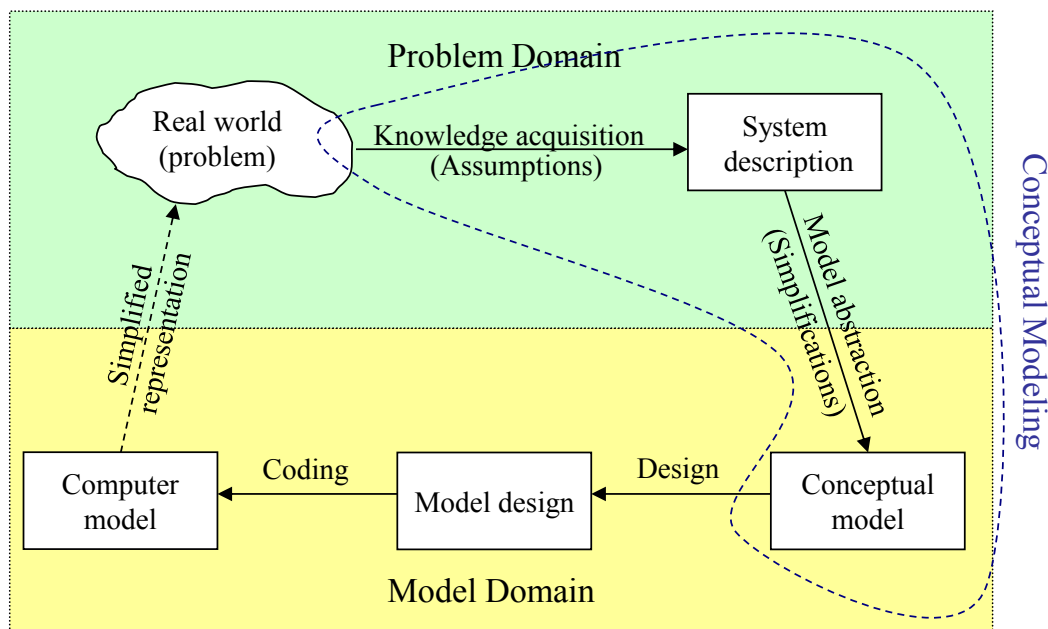 Problem Domain
Real world
(problem)
Knowledge acquisition
(Assumptions)
System
description
Conceptual Modeling
Model abstraction
(Simplifications)
Simplified
representation
Computer
model
Coding
Model design
Design
Conceptual
model
Model Domain